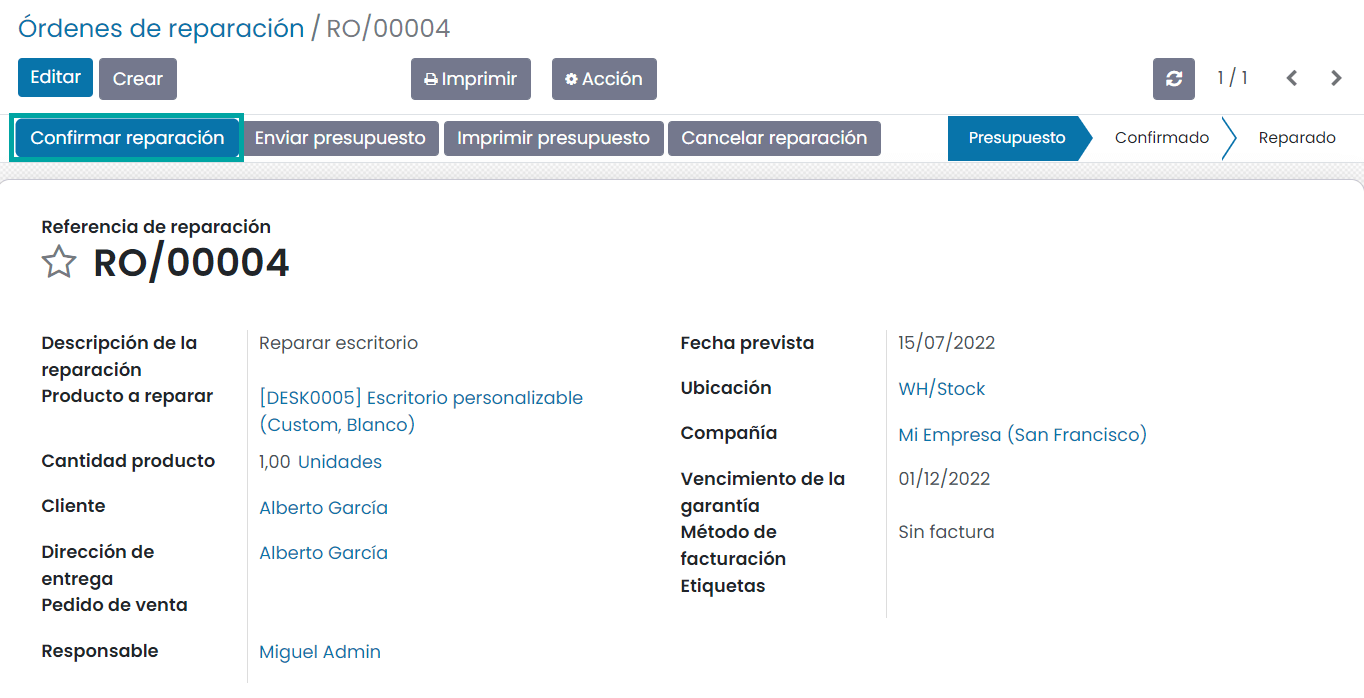 Órdenes de reparación / RO/00004
Editar Crear Imprimir Acción 1 / 1
Confirmar reparación Enviar presupuesto Imprimir presupuesto Cancelar reparación Presupuesto Confirmado Reparado
Referencia de reparación
RO/00004
Descripción de la reparación
Reparar escritorio
Producto a reparar
[DESK0005] Escritorio personalizable
(Custom, Blanco)
Cantidad producto
1,00 Unidades
Cliente
Alberto García
Dirección de
entrega
Alberto García
Pedido de venta
Responsable
Miguel Admin
Fecha prevista
15/07/2022
Ubicación
WH/Stock
Compañía
Mi Empresa (San Francisco)
Vencimiento de la
garantía
01/12/2022
Método de
facturación
Sin factura
Etiquetas